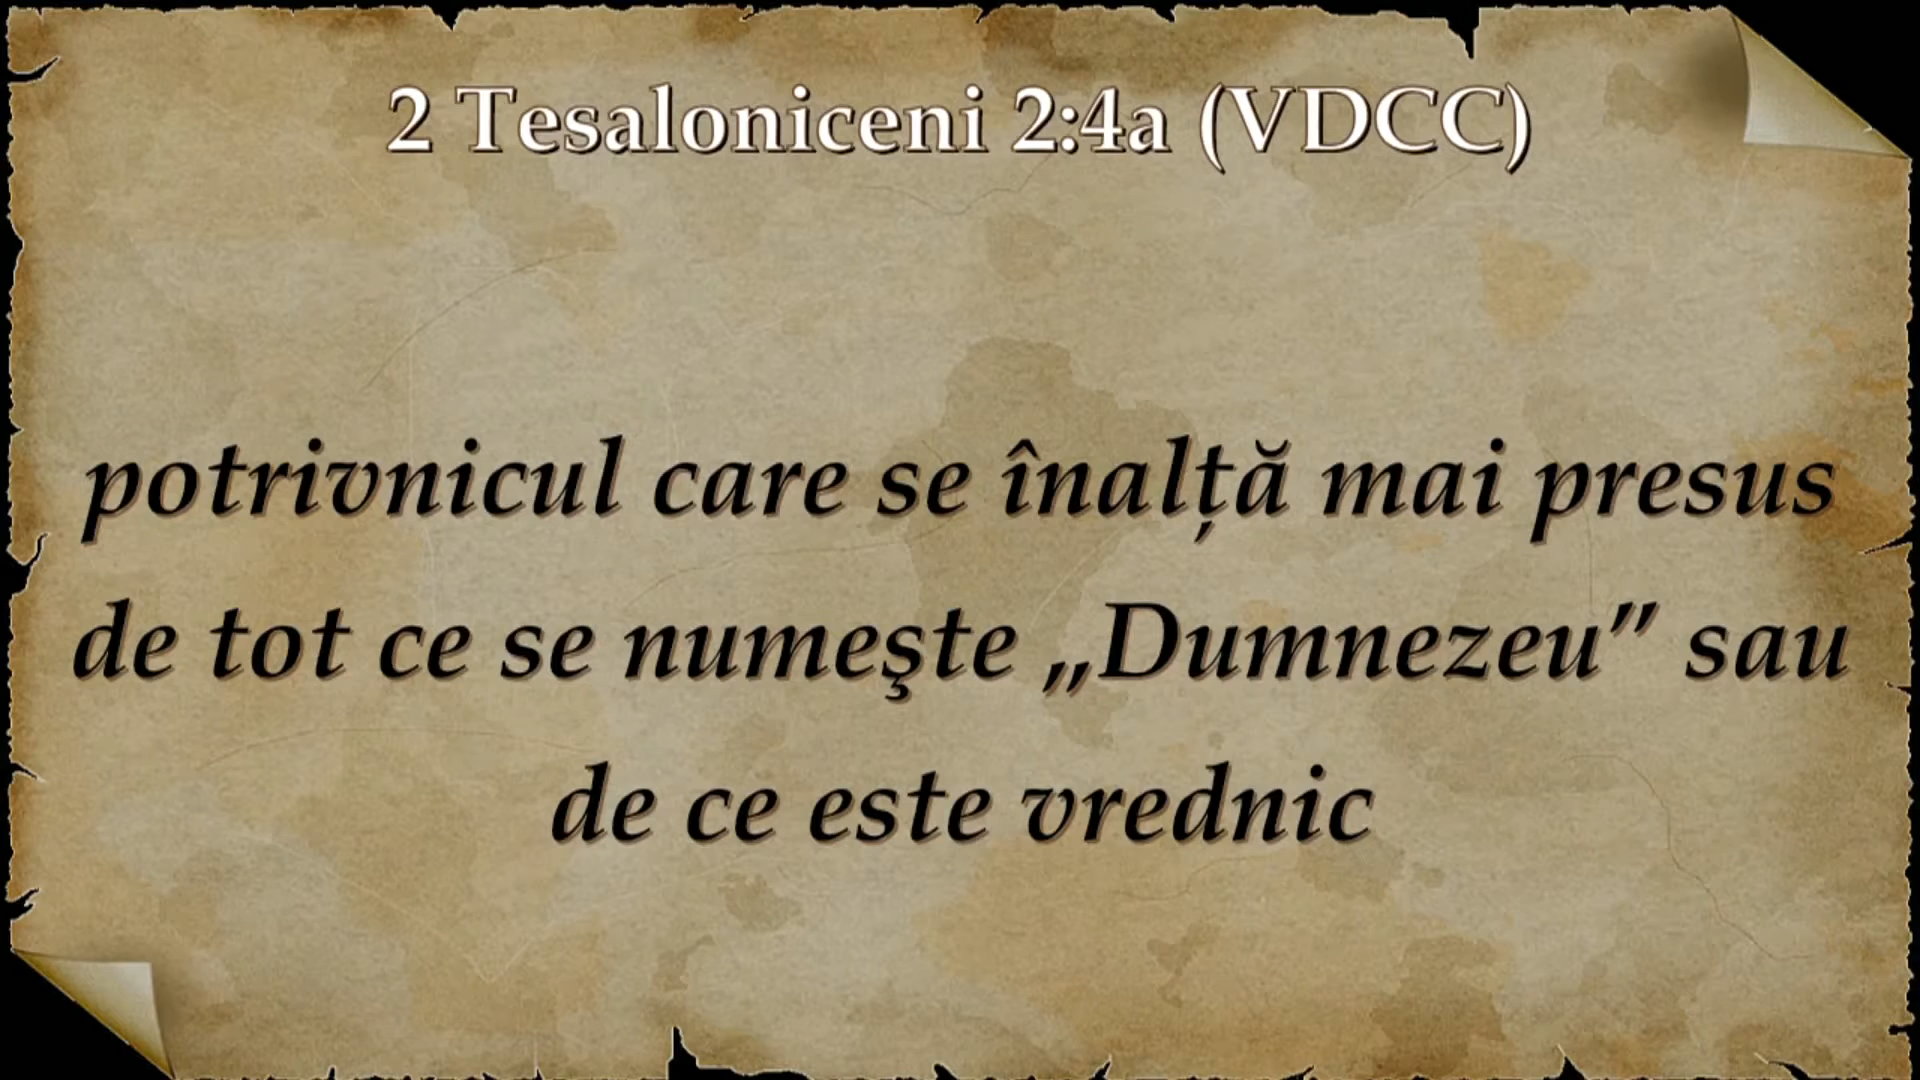 2 Tesaloniceni 2:4a (VDCC)
potrivnicul care se înalță mai presus
de tot ce se numeşte „Dumnezeu” sau
de ce este vrednic